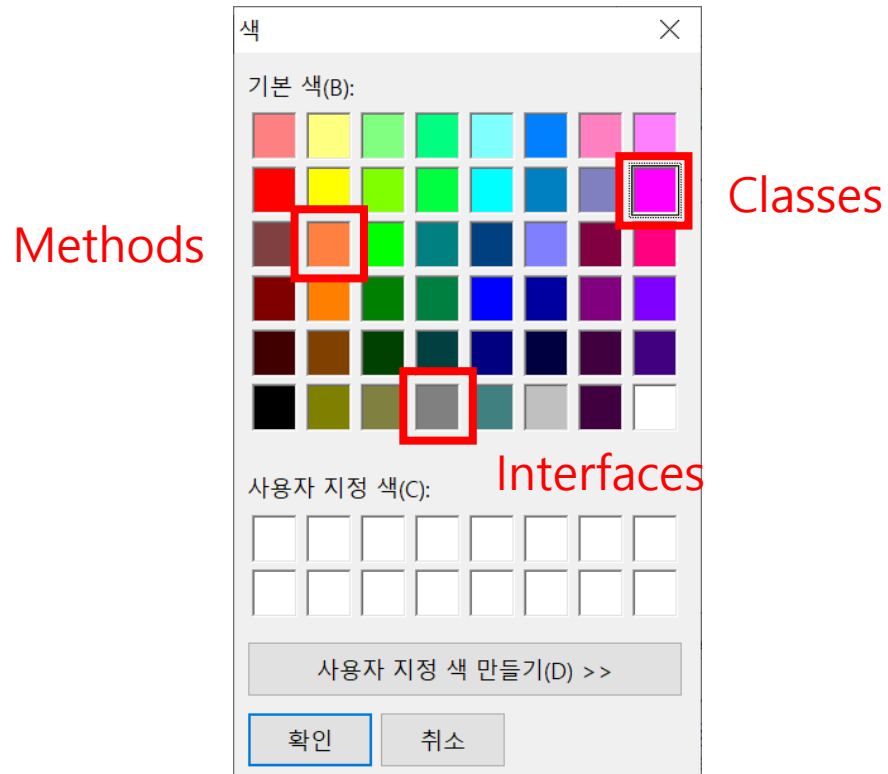 색
기본 색(B):
Classes
Methods
Interfaces
사용자 지정 색(C):
사용자 지정 색 만들기(D) >>
확인
취소